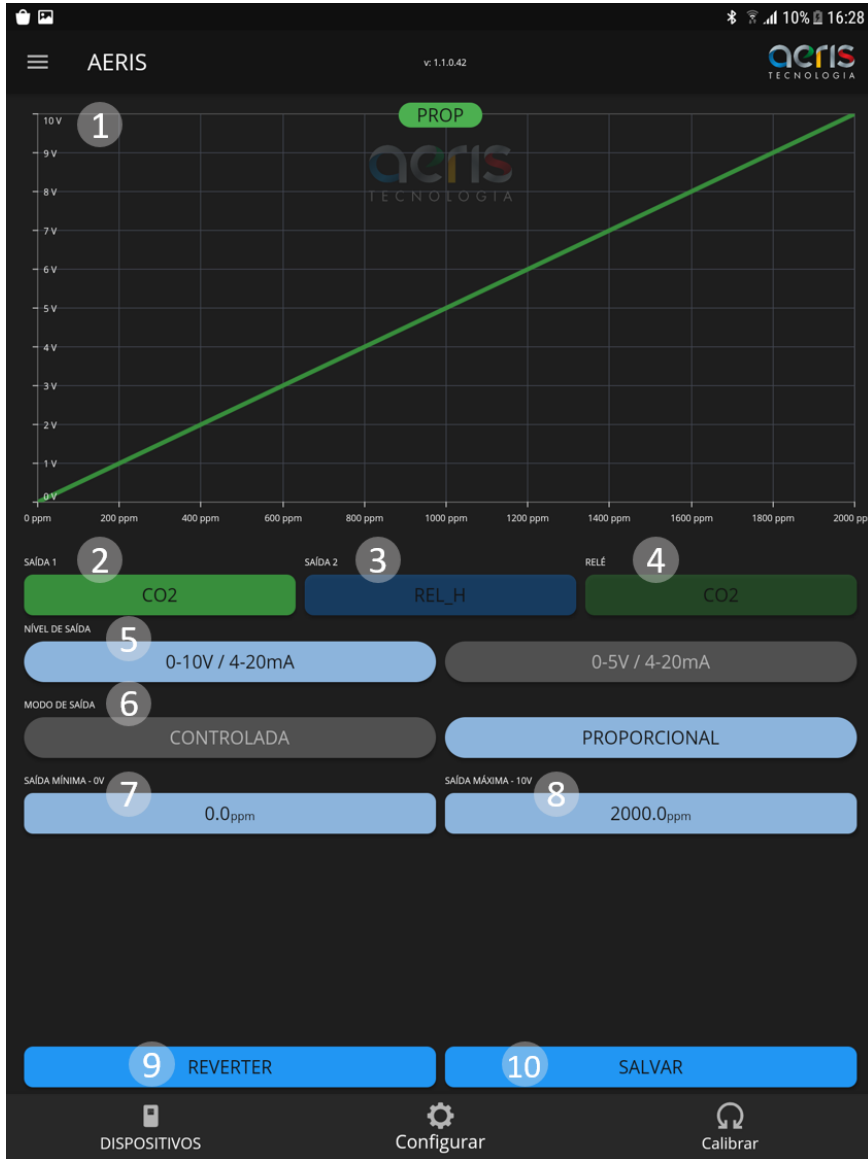 10% 16:28
AERIS
v: 1.1.0.42
aeris
TECNOLOGIA
1
PROP
aeris
TECNOLOGIA
10 V
9 V
8 V
7 V
6 V
5 V
4 V
3 V
2 V
1 V
0 V
0 ppm 200 ppm 400 ppm 600 ppm 800 ppm 1000 ppm 1200 ppm 1400 ppm 1600 ppm 1800 ppm 2000 pp
SAÍDA 1 2 SAÍDA 2 3 RELÉ 4
CO2 REL_H CO2
NÍVEL DE SAÍDA 5
0-10V / 4-20mA 0-5V / 4-20mA
MODO DE SAÍDA 6
CONTROLADA PROPORCIONAL
SAÍDA MÍNIMA - 0V 7 SAÍDA MÁXIMA - 10V 8
0.0ppm 2000.0ppm
9 REVERTER 10 SALVAR
DISPOSITIVOS Configurar Calibrar